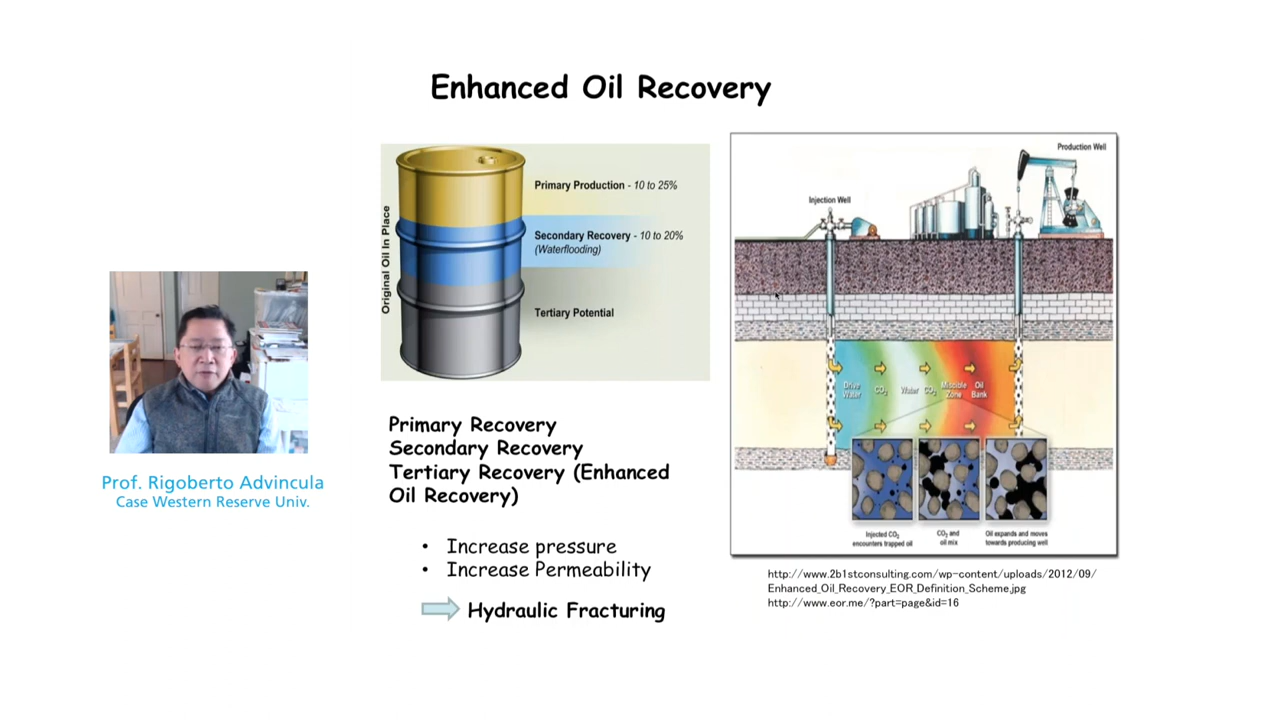 Enhanced Oil Recovery
Original Oil In Place
Primary Production - 10 to 25%
Secondary Recovery - 10 to 20%
(Waterflooding)
Tertiary Potential
Production Well
Injection Well
Drive
Water
CO2
Water
CO2
Miscible
Zone
Oil
Bank
Injected CO2
encounters trapped oil
CO2 and
oil mix
Oil expands and moves
towards producing well
Prof. Rigoberto Advincula
Case Western Reserve Univ.
Primary Recovery
Secondary Recovery
Tertiary Recovery (Enhanced
Oil Recovery)
• Increase pressure
• Increase Permeability
Hydraulic Fracturing
http://www.2b1stconsulting.com/wp-content/uploads/2012/09/
Enhanced_Oil_Recovery_EOR_Definition_Scheme.jpg
http://www.eor.me/?part=page&id=16